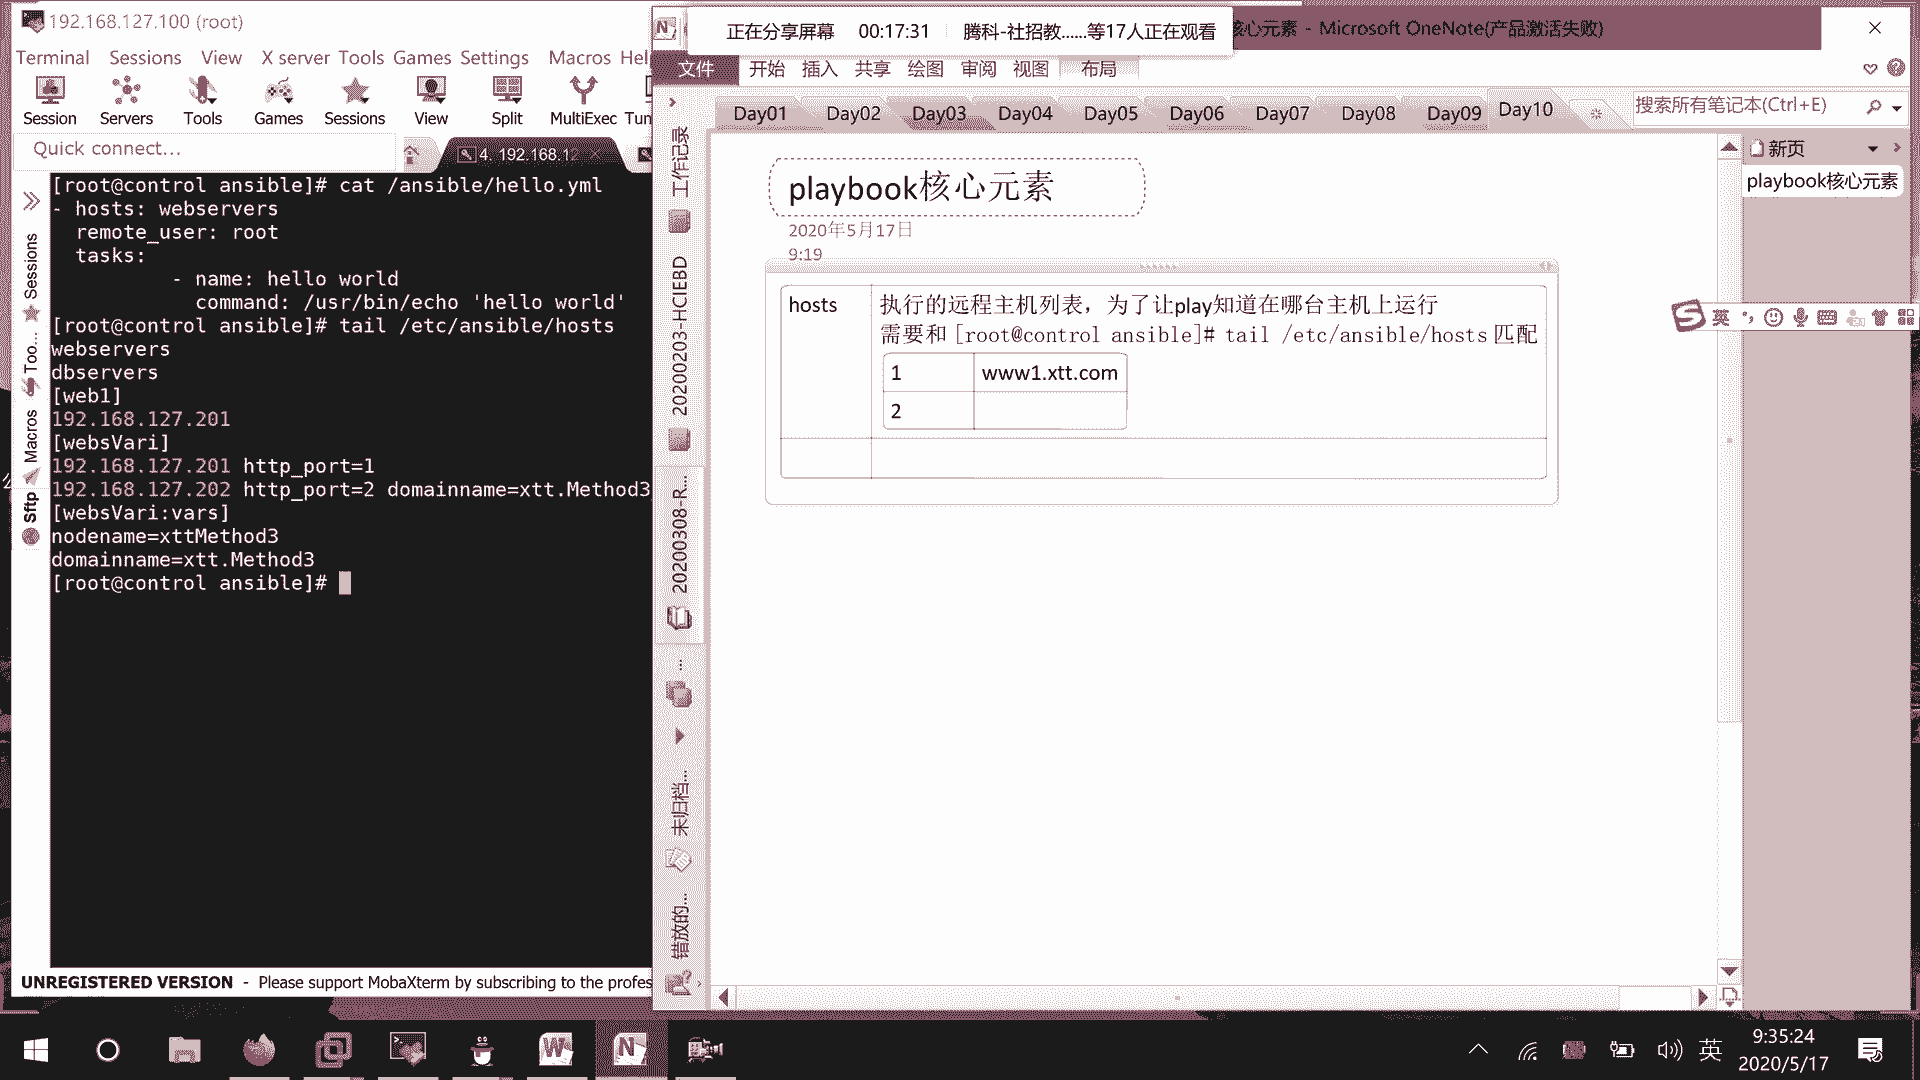 192.168.127.100 (root)
Terminal Sessions View X server Tools Games Settings Macros Hel
Session Servers Tools Games Sessions View Split MultiExec Tun
Quick connect...
4. 192.168.12
[root@control ansible]# cat /ansible/hello.yml
- hosts: webservers
remote_user: root
tasks:
- name: hello world
command: /usr/bin/echo 'hello world'
[root@control ansible]# tail /etc/ansible/hosts
webservers
dbservers
[web1]
192.168.127.201
[websVari]
192.168.127.201 http_port=1
192.168.127.202 http_port=2 domainname=xtt.Method3
[websVari:vars]
nodename=xttMethod3
domainname=xtt.Method3
[root@control ansible]#
Sessions
Too...
Macros
Sftp
UNREGISTERED VERSION - Please support MobaXterm by subscribing to the profes
正在分享屏幕 00:17:31 腾科-社招教......等17人正在观看
核心元素 - Microsoft OneNote(产品激活失败)
文件 开始 插入 共享 绘图 审阅 视图 布局
Day01 Day02 Day03 Day04 Day05 Day06 Day07 Day08 Day09 Day10
搜索所有笔记本(Ctrl+E)
工作记录
20200203-HCIEBD
20200308-R...
...
未归档...
错放的...
playbook核心元素
2020年5月17日
9:19
hosts
执行的远程主机列表，为了让play知道在哪台主机上运行
需要和 [root@control ansible]# tail /etc/ansible/hosts 匹配
1 www1.xtt.com
2
新页
playbook核心元素
英
英
9:35:24
2020/5/17